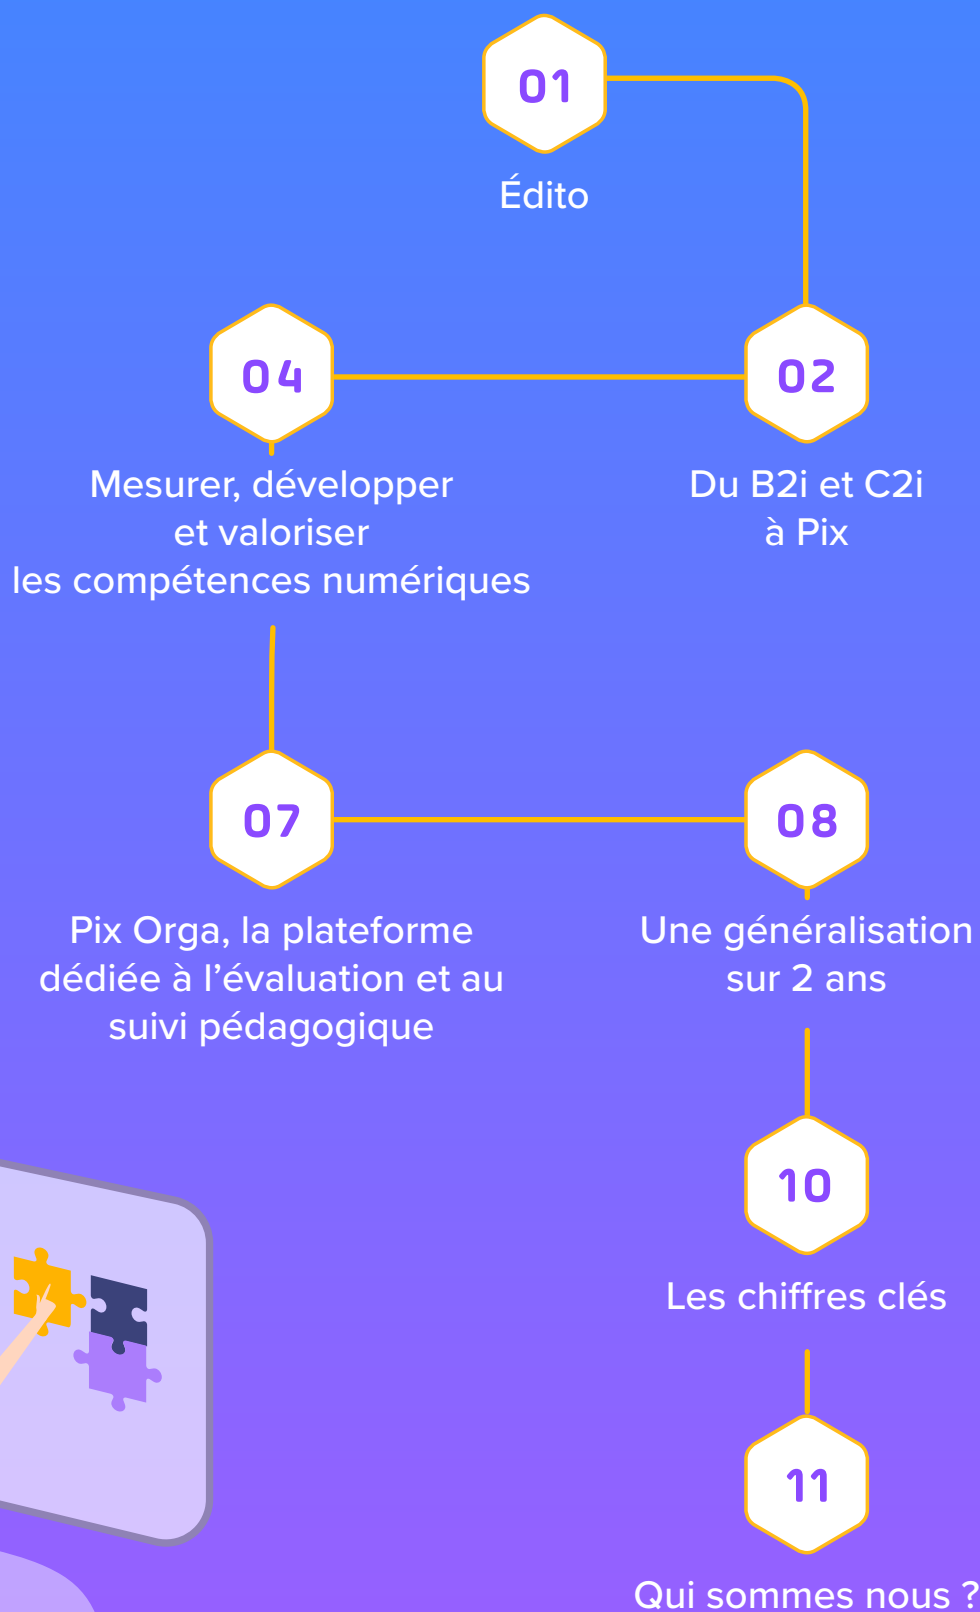 01
Édito
02
Du B2i et C2i
à Pix
04
Mesurer, développer
et valoriser
les compétences numériques
07
Pix Orga, la plateforme
dédiée à l’évaluation et au
suivi pédagogique
08
Une généralisation
sur 2 ans
10
Les chiffres clés
11
Qui sommes nous ?